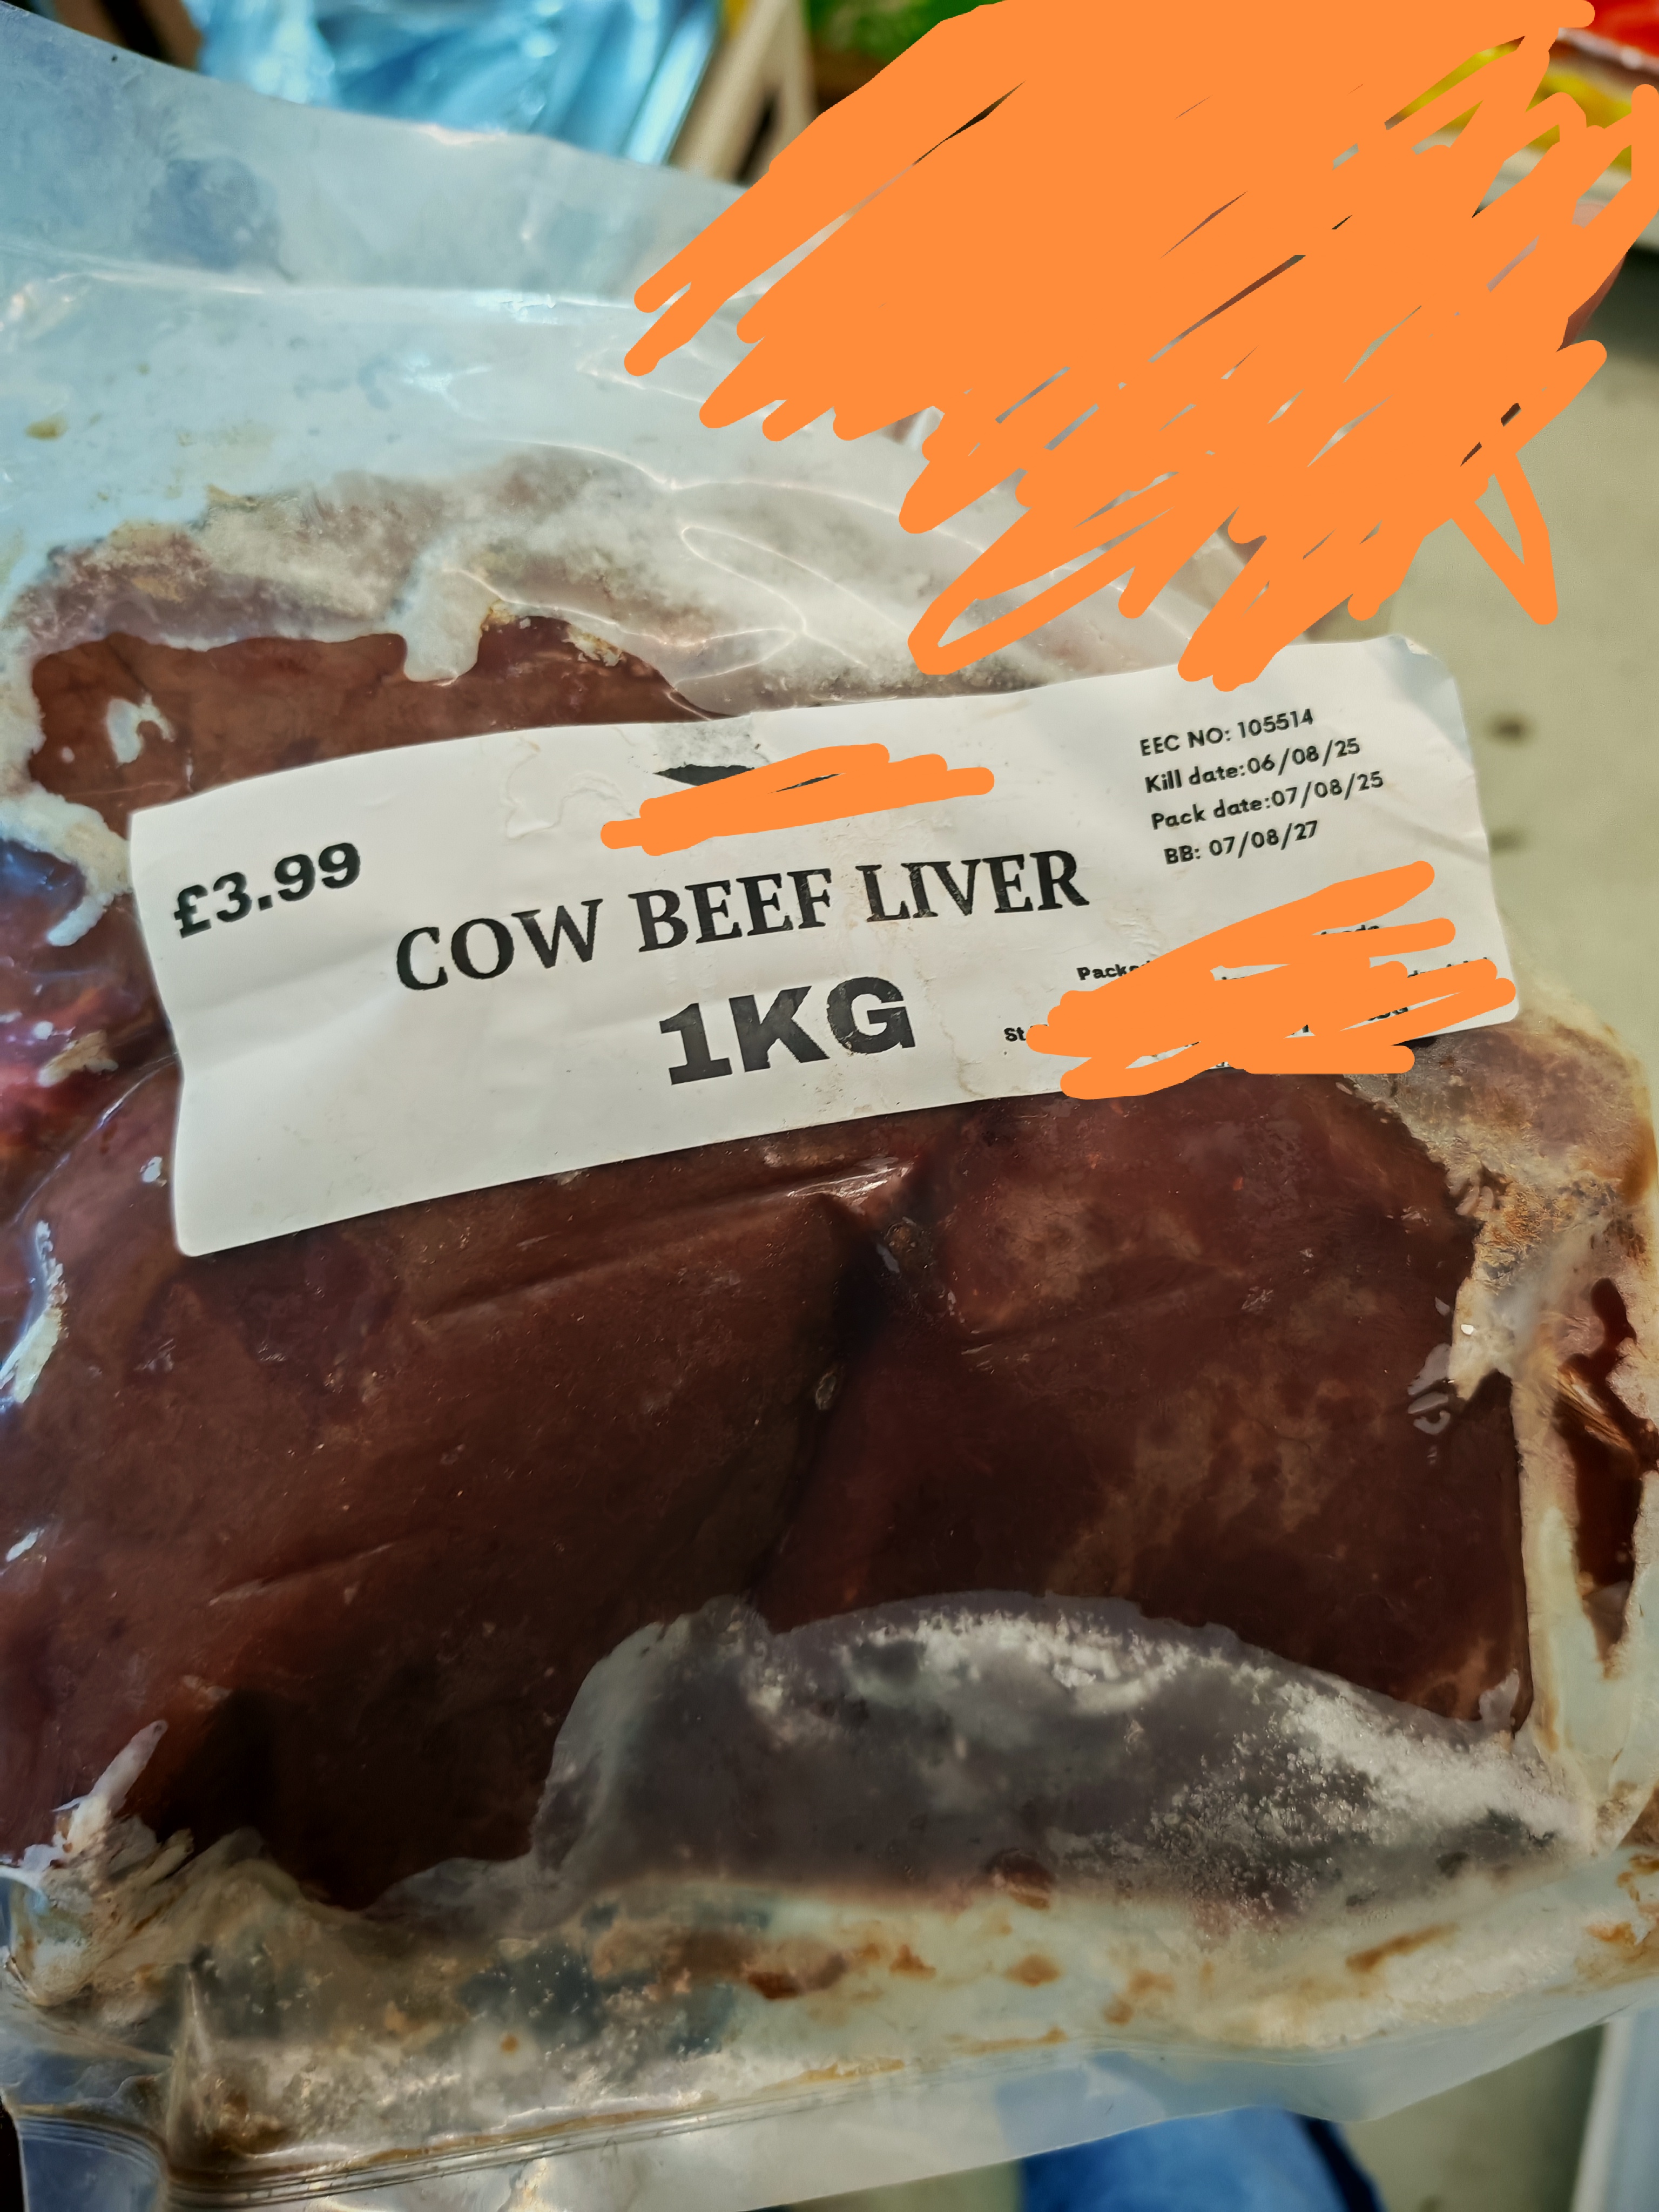 EEC NO: 105514
Kill date:06/08/25
Pack date:07/08/25
BB: 07/08/27
£3.99
COW BEEF LIVER
1KG